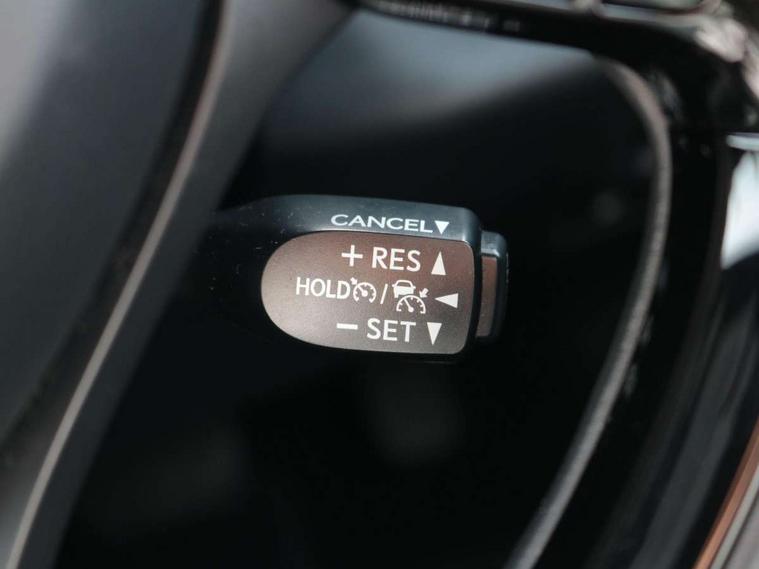 CANCEL▼
+ RES ▲
HOLD / ◄
− SET ▼